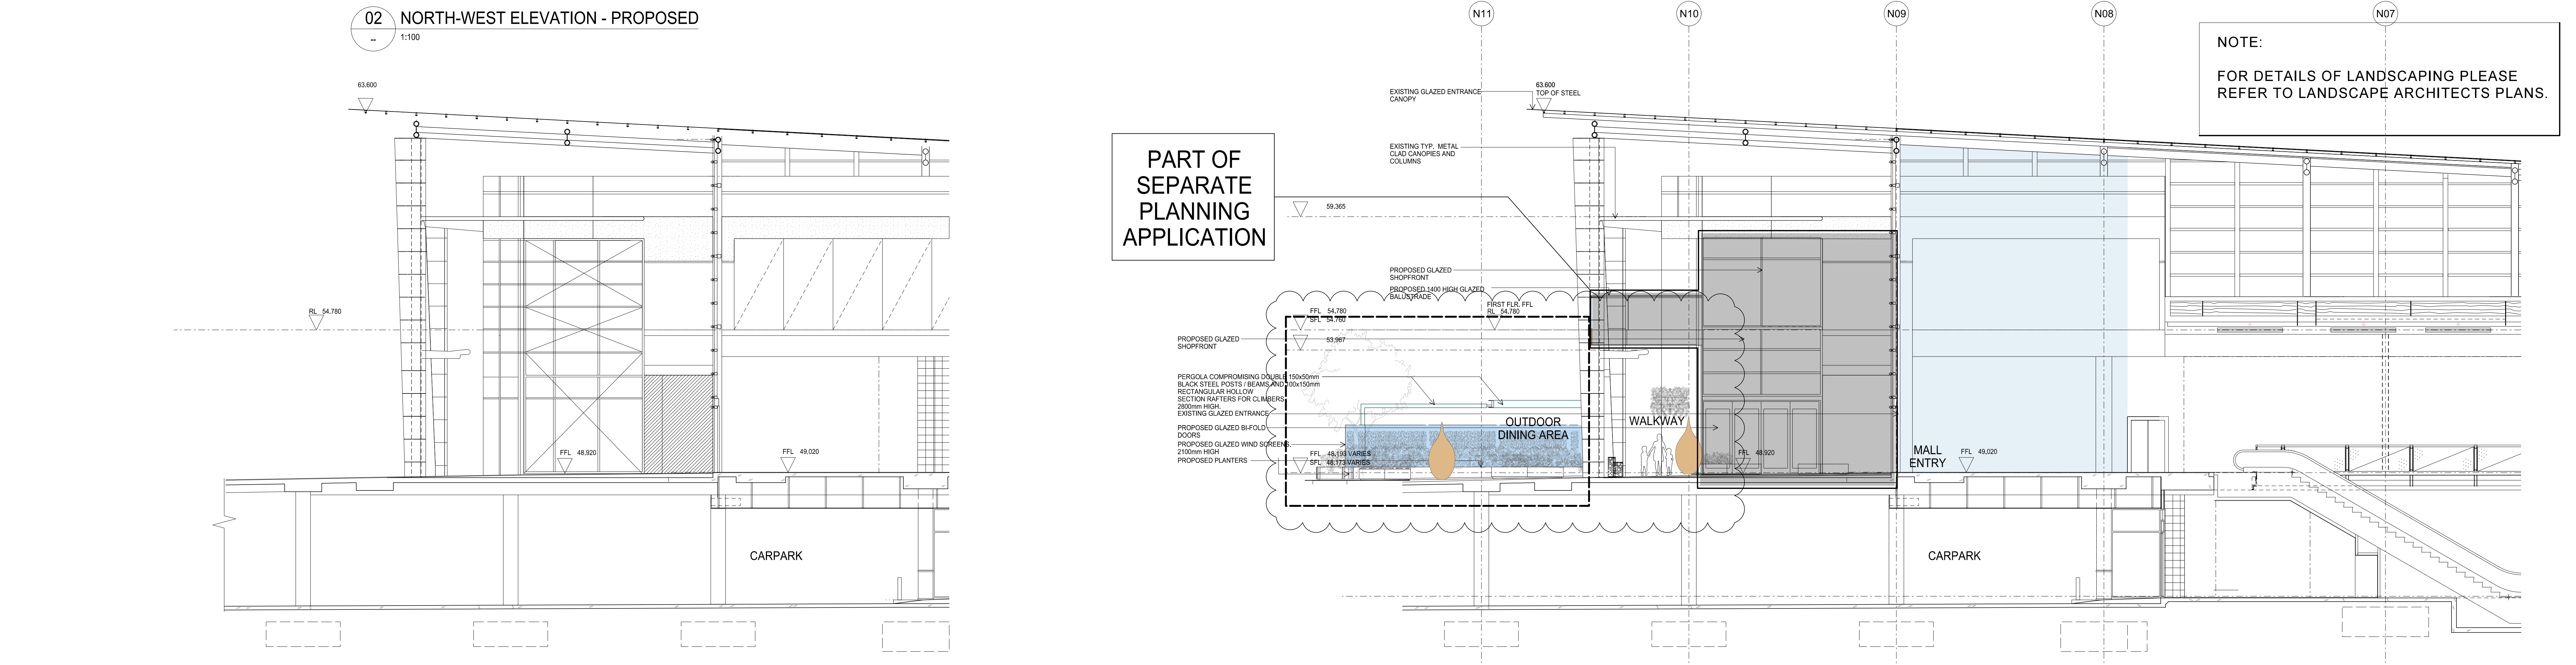 02
--
NORTH-WEST ELEVATION - PROPOSED
1:100
63.600
RL 54.780
FFL 48,920
FFL 49,020
CARPARK
N11
N10
N09
N08
N07
NOTE:
FOR DETAILS OF LANDSCAPING PLEASE
REFER TO LANDSCAPE ARCHITECTS PLANS.
EXISTING GLAZED ENTRANCE
CANOPY
63.600
TOP OF STEEL
PART OF
SEPARATE
PLANNING
APPLICATION
EXISTING TYP. METAL
CLAD CANOPIES AND
COLUMNS
59.365
PROPOSED GLAZED
SHOPFRONT
PROPOSED 1400 HIGH GLAZED
BALUSTRADE
FIRST FLR. FFL
RL 54,780
FFL 54,780
SFL 54,760
PROPOSED GLAZED
SHOPFRONT
53,967
PERGOLA COMPROMISING DOUBLE 150x50mm
BLACK STEEL POSTS / BEAMS AND 100x150mm
RECTANGULAR HOLLOW
SECTION RAFTERS FOR CLIMBERS
2800mm HIGH.
EXISTING GLAZED ENTRANCE
PROPOSED GLAZED BI-FOLD
DOORS
PROPOSED GLAZED WIND SCREENS,
2100mm HIGH
PROPOSED PLANTERS
FFL 48,193 VARIES
SFL 48,173 VARIES
OUTDOOR
DINING AREA
WALKWAY
FFL 48,920
MALL
ENTRY
FFL 49,020
CARPARK